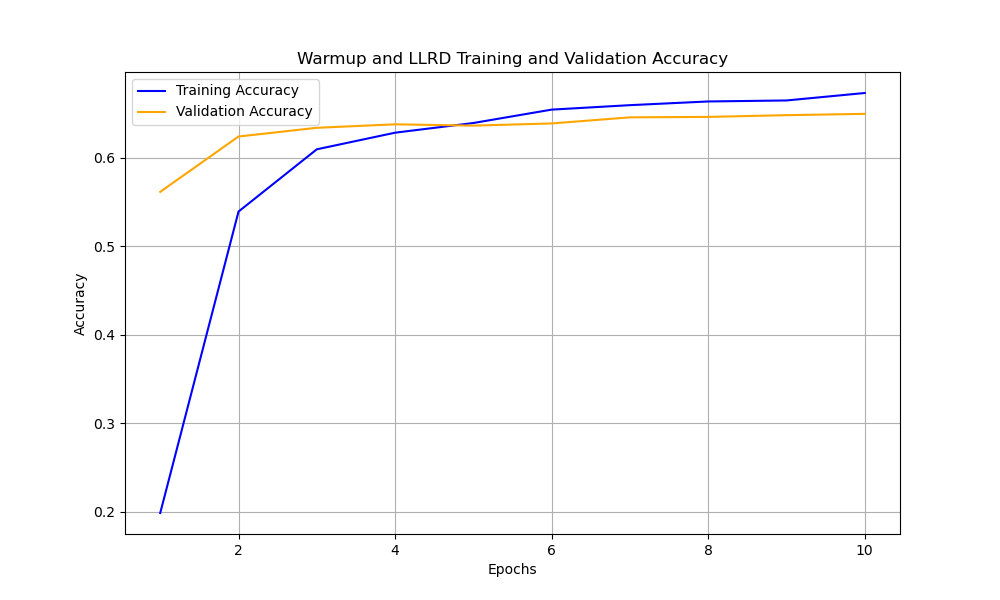 Warmup and LLRD Training and Validation Accuracy
Training Accuracy
Validation Accuracy
0.6
0.5
0.4
0.3
0.2
Accuracy
2 4 6 8 10
Epochs